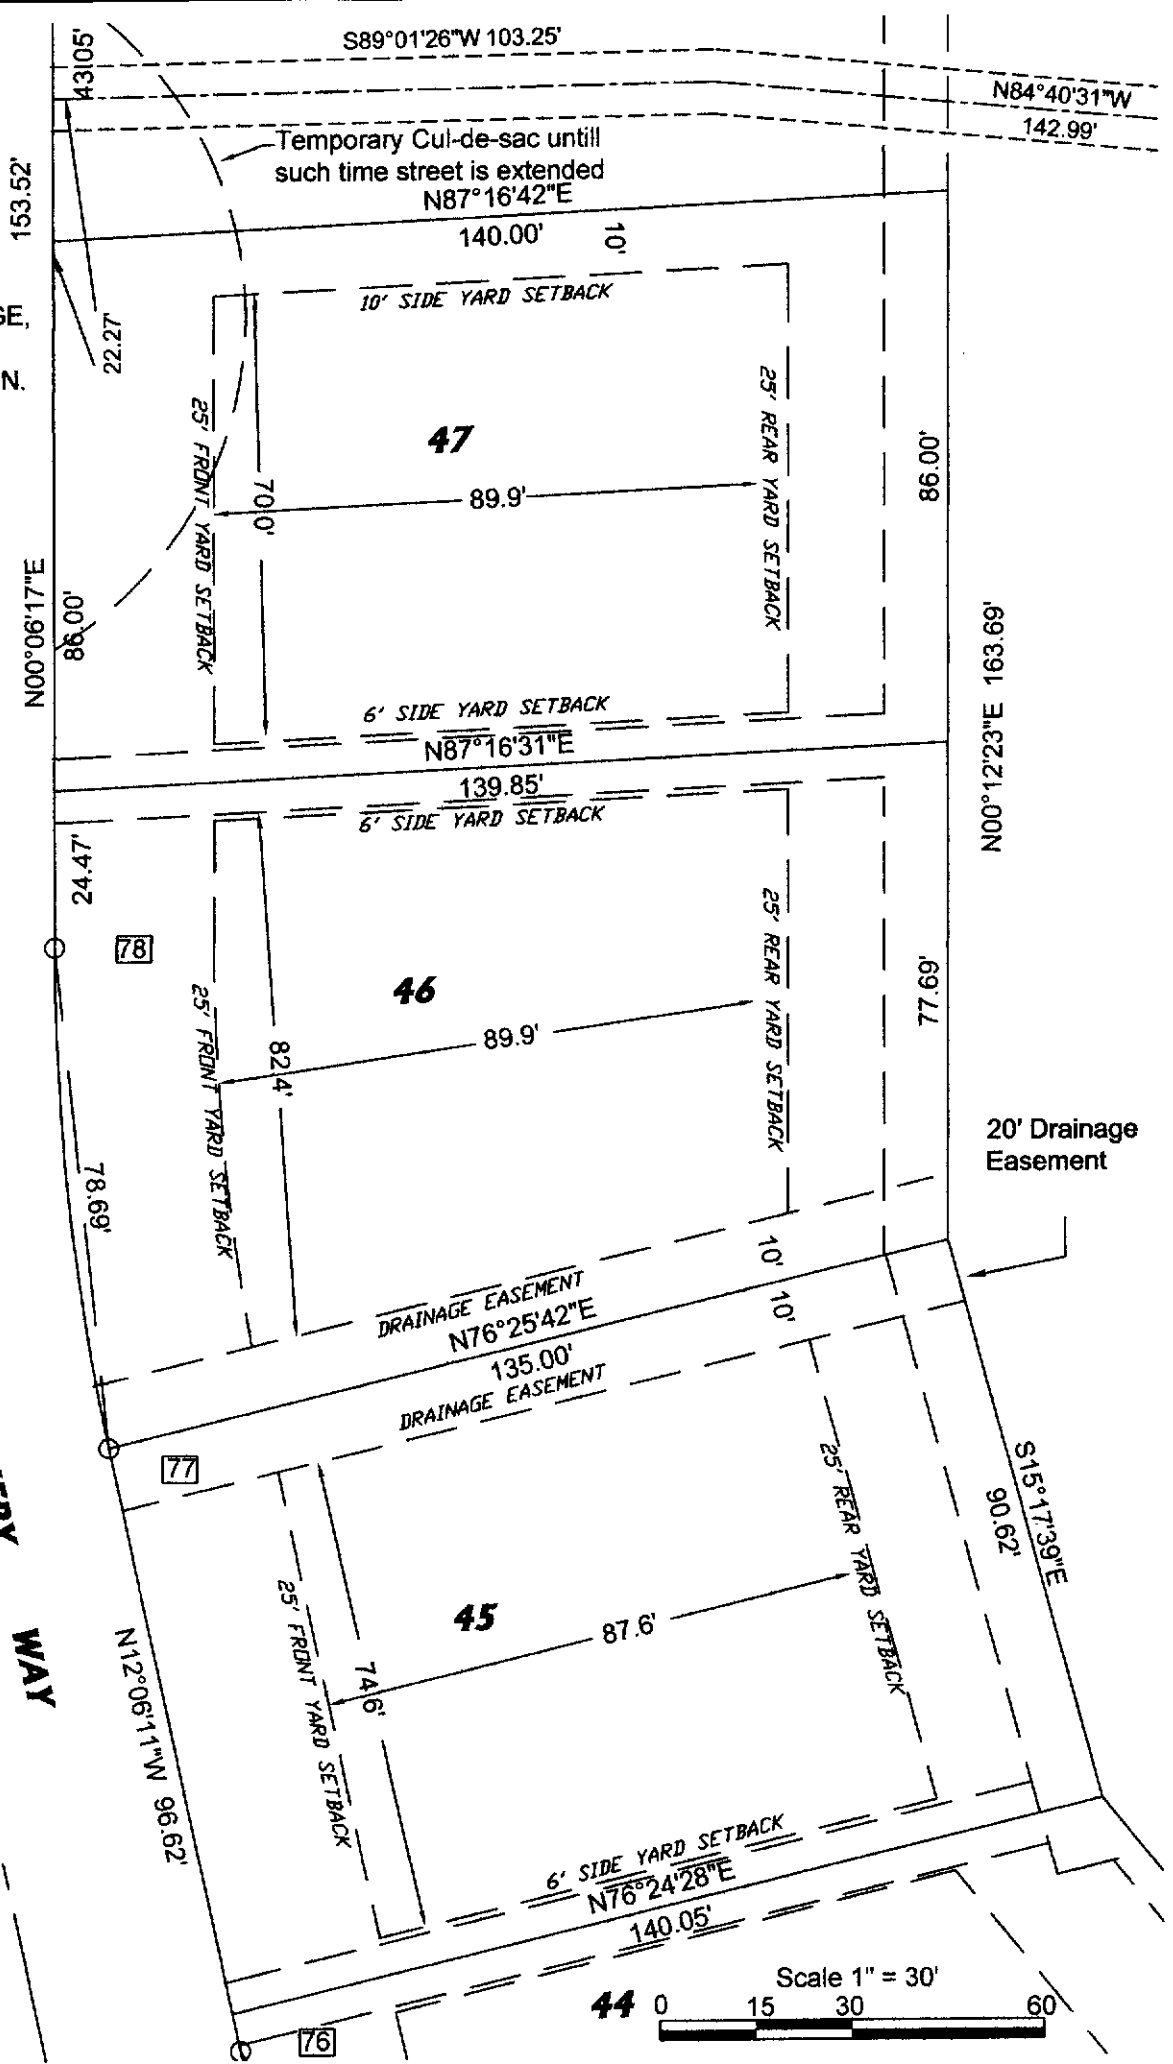 S89°01'26"W 103.25'
43.05'
N84°40'31"W
142.99'
Temporary Cul-de-sac untill
such time street is extended
153.52'
N87°16'42"E
140.00'
10'
10' SIDE YARD SETBACK
GE,
22.27'
N.
25' FRONT YARD SETBACK
47
25' REAR YARD SETBACK
86.00'
70.0'
89.9'
N00°06'17"E
86.00'
N00°12'23"E 163.69'
6' SIDE YARD SETBACK
N87°16'31"E
139.85'
6' SIDE YARD SETBACK
24.47'
78
25' REAR YARD SETBACK
77.69'
46
25' FRONT YARD SETBACK
89.9'
82.4'
20' Drainage
Easement
78.69'
10'
DRAINAGE EASEMENT
N76°25'42"E
10'
135.00'
DRAINAGE EASEMENT
77
25' REAR YARD SETBACK
S15°17'39"E
90.62'
25' FRONT YARD SETBACK
45
87.6'
74.6'
WAY
N12°06'11"W 96.62'
6' SIDE YARD SETBACK
N76°24'28"E
140.05'
Scale 1" = 30'
44
0 15 30 60
76